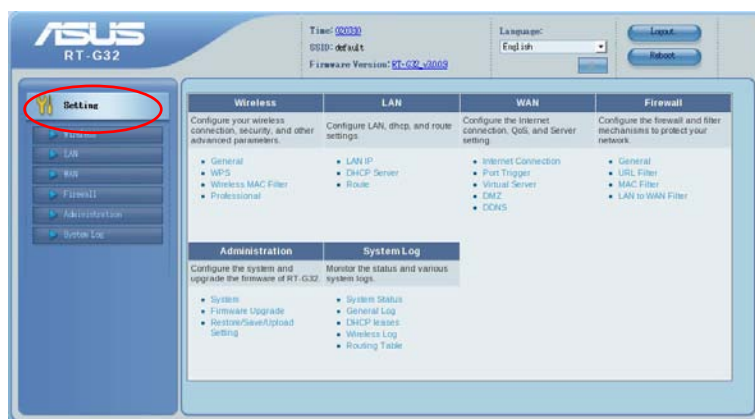 ASUS
RT-G32
Time: 020330
SSID: default
Firmware Version: RT-G32_v3.0.0.9
Language:
English
Logout
Reboot
Setting
Wireless
LAN
WAN
Firewall
Administration
System Log
Wireless
Configure your wireless
connection, security, and other
advanced parameters.
General
WPS
Wireless MAC Filter
Professional
LAN
Configure LAN, dhcp, and route
settings.
LAN IP
DHCP Server
Route
WAN
Configure the Internet
connection, QoS, and Server
setting.
Internet Connection
Port Trigger
Virtual Server
DMZ
DDNS
Firewall
Configure the firewall and filter
mechanisms to protect your
network.
General
URL Filter
MAC Filter
LAN to WAN Filter
Administration
Configure the system and
upgrade the firmware of RT-G32.
System
Firmware Upgrade
Restore/Save/Upload
Setting
System Log
Monitor the status and various
system logs.
System Status
General Log
DHCP leases
Wireless Log
Routing Table